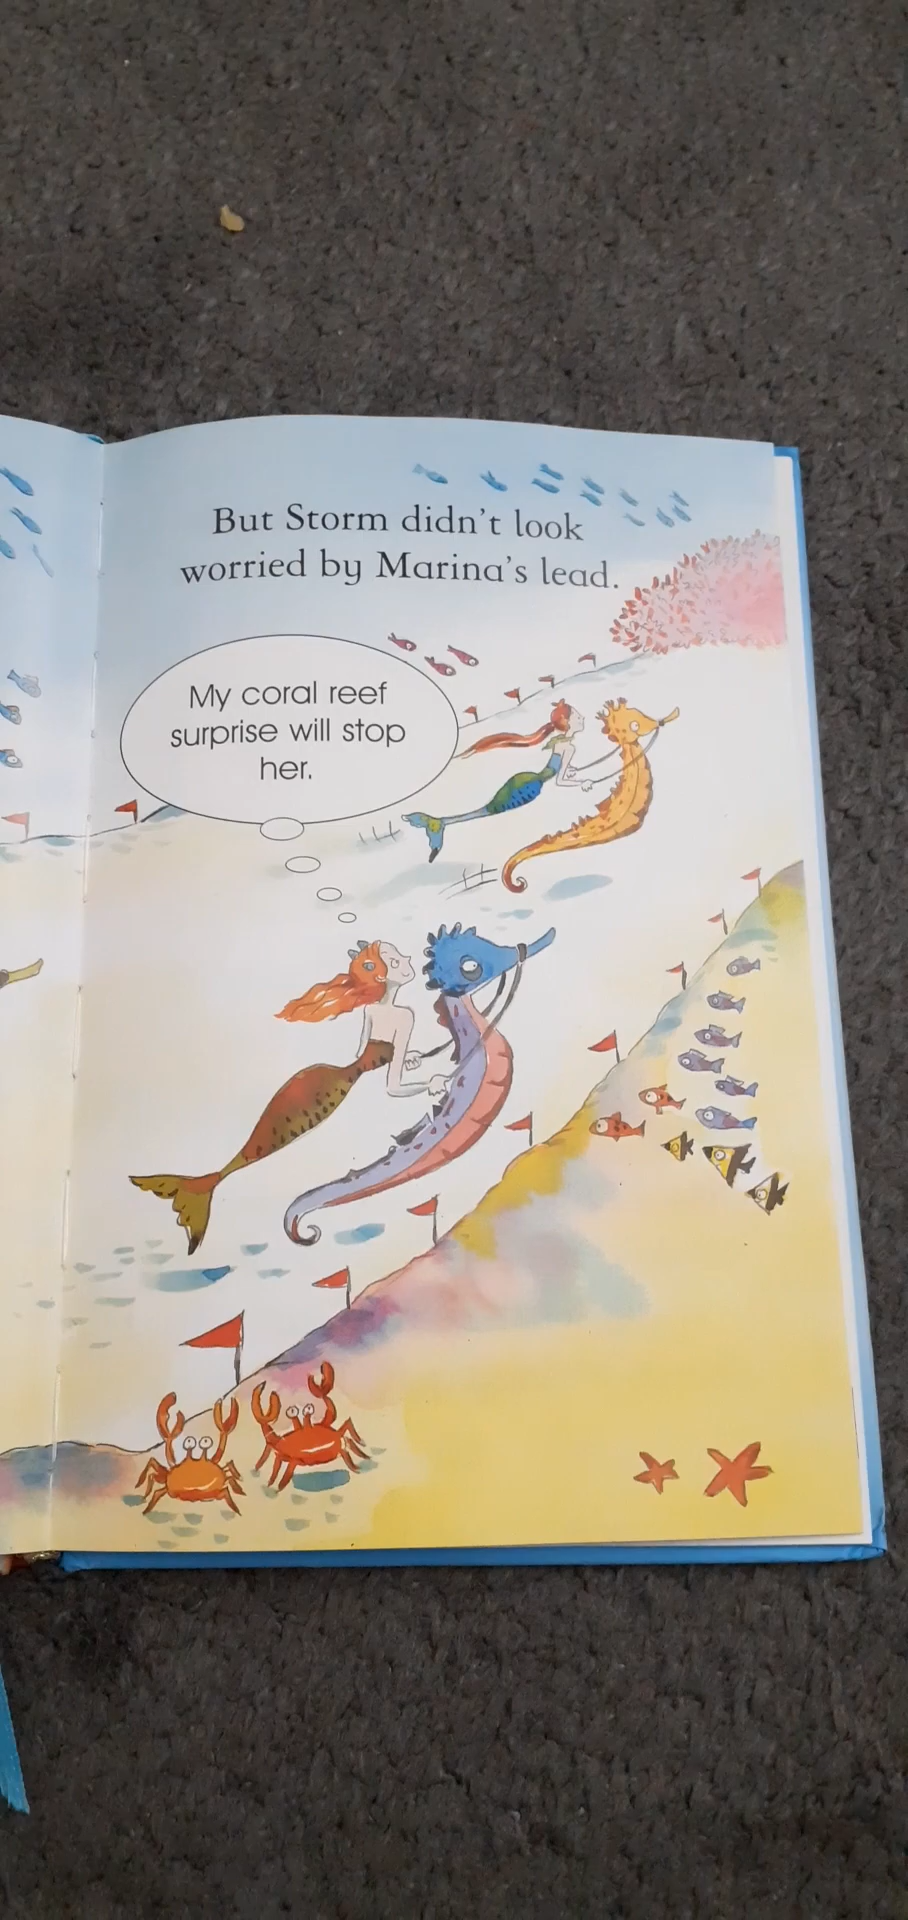 But Storm didn't look
worried by Marina's lead.
My coral reef
surprise will stop
her.